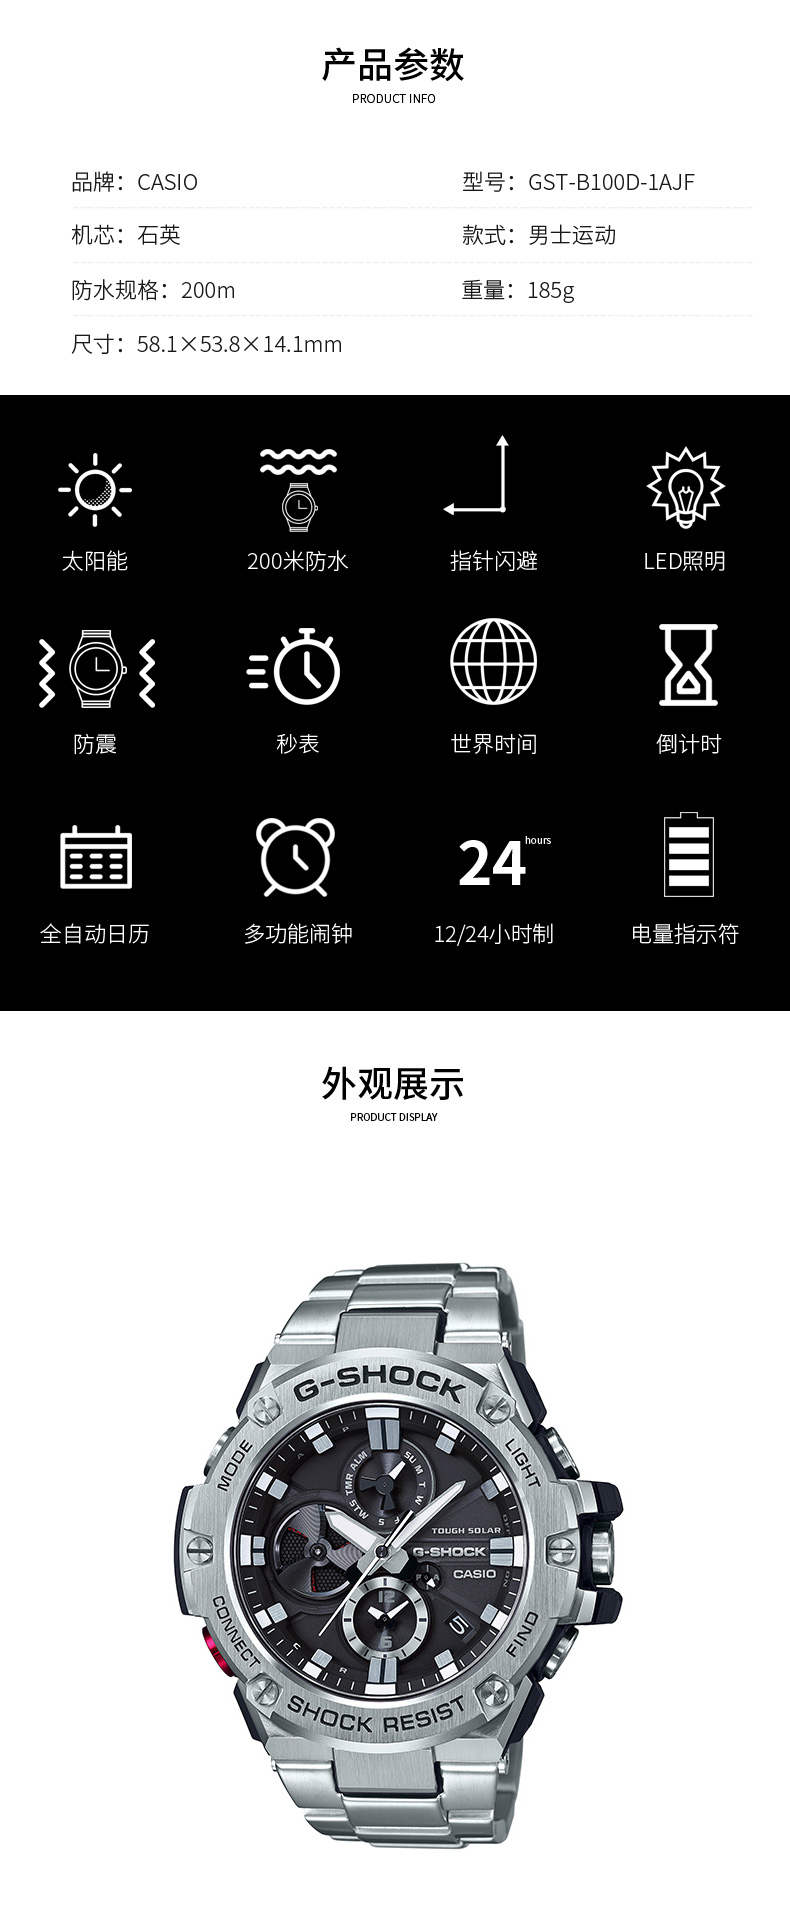 产品参数
PRODUCT INFO
品牌：CASIO
型号：GST-B100D-1AJF
机芯：石英
款式：男士运动
防水规格：200m
重量：185g
尺寸：58.1×53.8×14.1mm
太阳能
200米防水
指针闪避
LED照明
防震
秒表
世界时间
倒计时
24 hours
全自动日历
多功能闹钟
12/24小时制
电量指示符
外观展示
PRODUCT DISPLAY
G-SHOCK
MODE
LIGHT
ALM
TMR
STW
SU M T W
F S
TOUGH SOLAR
G-SHOCK
CASIO
12
6
5
CONNECT
FIND
SHOCK RESIST